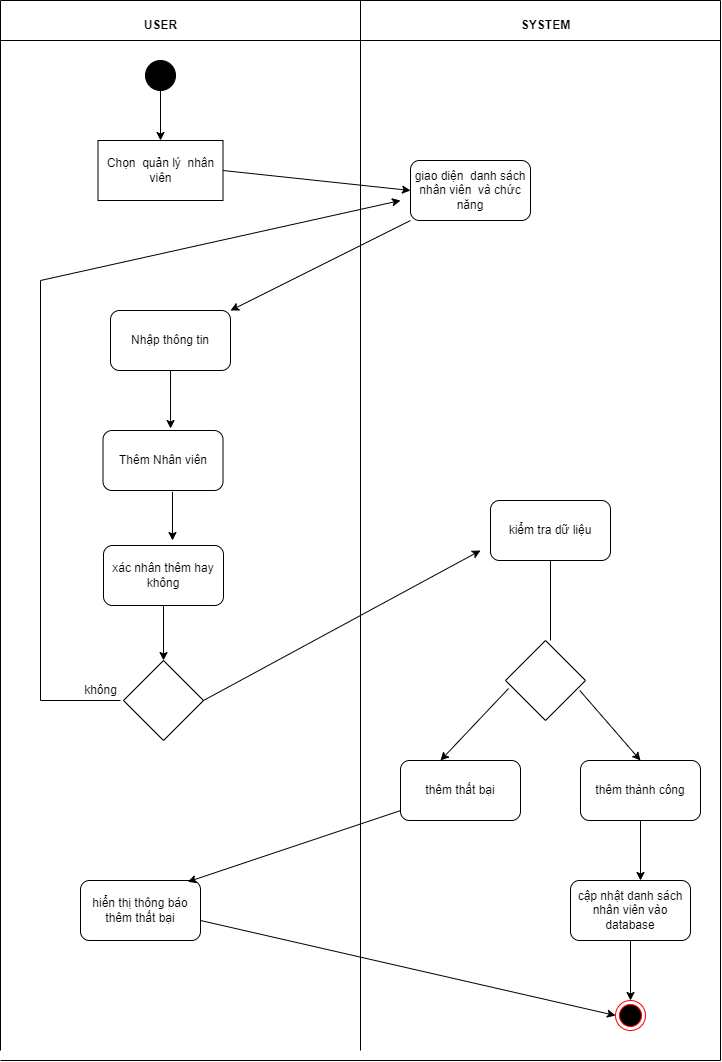 USER
SYSTEM
Chọn quản lý nhân
viên
giao diện danh sách
nhân viên và chức
năng
Nhập thông tin
Thêm Nhân viên
kiểm tra dữ liệu
xác nhân thêm hay
không
không
thêm thất bại
thêm thành công
hiển thị thông báo
thêm thất bại
cập nhật danh sách
nhân viên vào
database